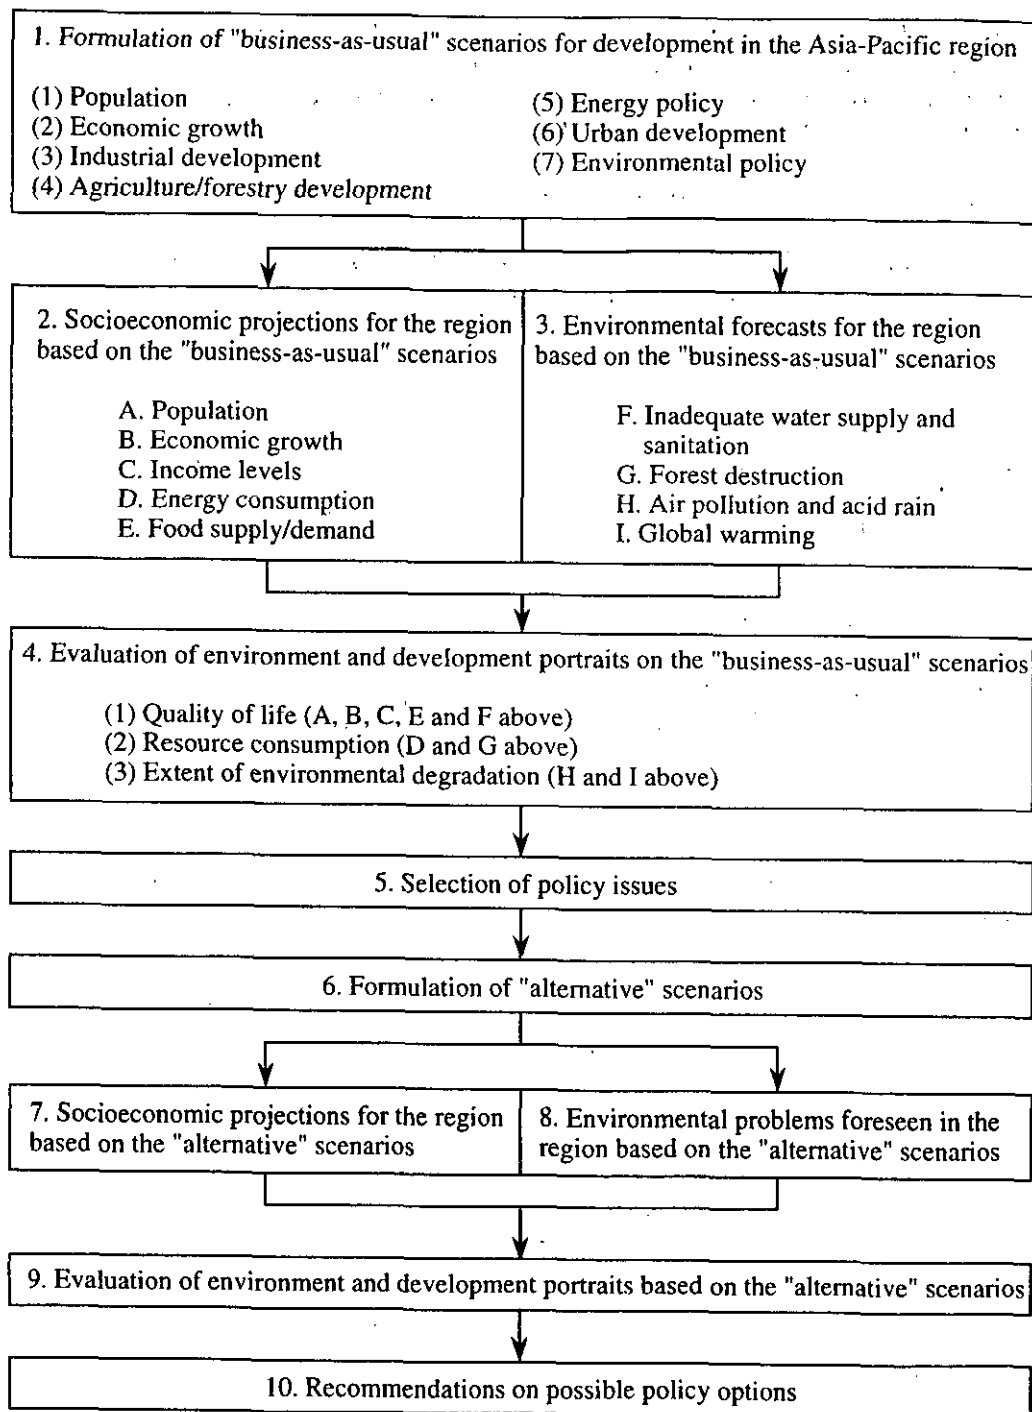 1. Formulation of "business-as-usual" scenarios for development in the Asia-Pacific region
(1) Population
(2) Economic growth
(3) Industrial development
(4) Agriculture/forestry development
(5) Energy policy
(6) Urban development
(7) Environmental policy
2. Socioeconomic projections for the region
based on the "business-as-usual" scenarios
A. Population
B. Economic growth
C. Income levels
D. Energy consumption
E. Food supply/demand
3. Environmental forecasts for the region
based on the "business-as-usual" scenarios
F. Inadequate water supply and
sanitation
G. Forest destruction
H. Air pollution and acid rain
I. Global warming
4. Evaluation of environment and development portraits on the "business-as-usual" scenarios
(1) Quality of life (A, B, C, E and F above)
(2) Resource consumption (D and G above)
(3) Extent of environmental degradation (H and I above)
5. Selection of policy issues
6. Formulation of "alternative" scenarios
7. Socioeconomic projections for the region
based on the "alternative" scenarios
8. Environmental problems foreseen in the
region based on the "alternative" scenarios
9. Evaluation of environment and development portraits based on the "alternative" scenarios
10. Recommendations on possible policy options